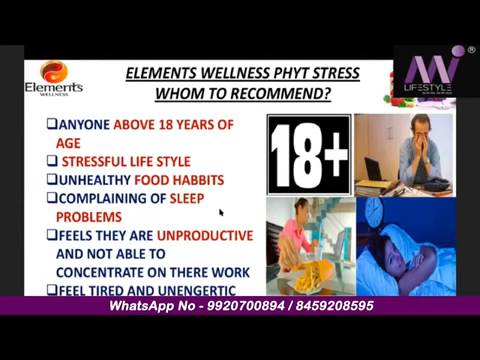 Elements
WELLNESS
ELEMENTS WELLNESS PHYT STRESS
WHOM TO RECOMMEND?
LIFESTYLE
ANYONE ABOVE 18 YEARS OF
AGE
STRESSFUL LIFE STYLE
UNHEALTHY FOOD HABBITS
COMPLAINING OF SLEEP
PROBLEMS
FEELS THEY ARE UNPRODUCTIVE
AND NOT ABLE TO
CONCENTRATE ON THERE WORK
FEEL TIRED AND UNENERGTIC
18+
WhatsApp No - 9920700894 / 8459208595